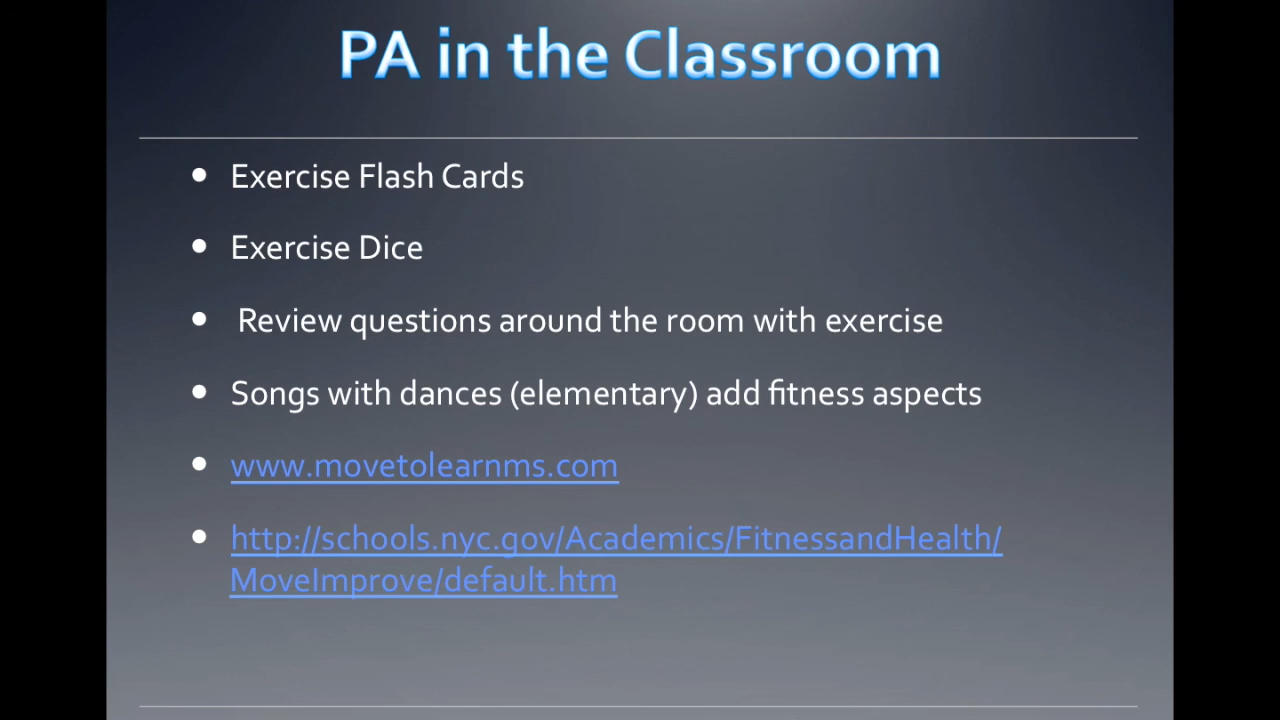 PA in the Classroom
• Exercise Flash Cards
• Exercise Dice
• Review questions around the room with exercise
• Songs with dances (elementary) add fitness aspects
• www.movetolearnms.com
• http://schools.nyc.gov/Academics/FitnessandHealth/
MoveImprove/default.htm